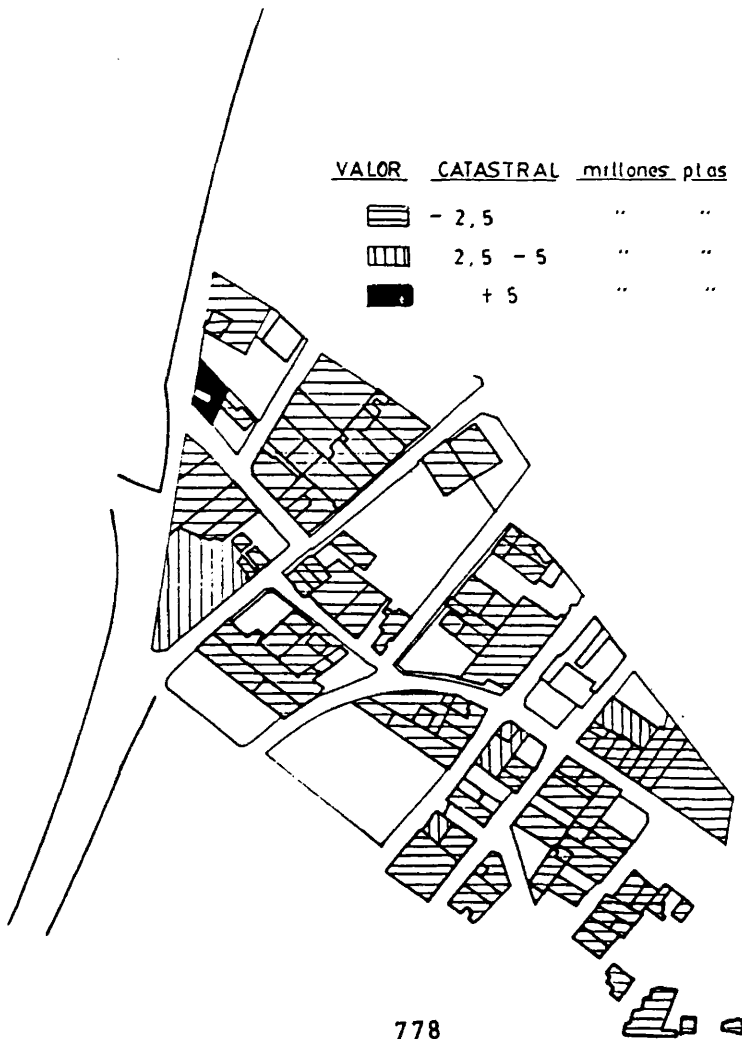 VALOR CATASTRAL millones ptas
- 2,5 " "
2,5 - 5 " "
+ 5 " "
778